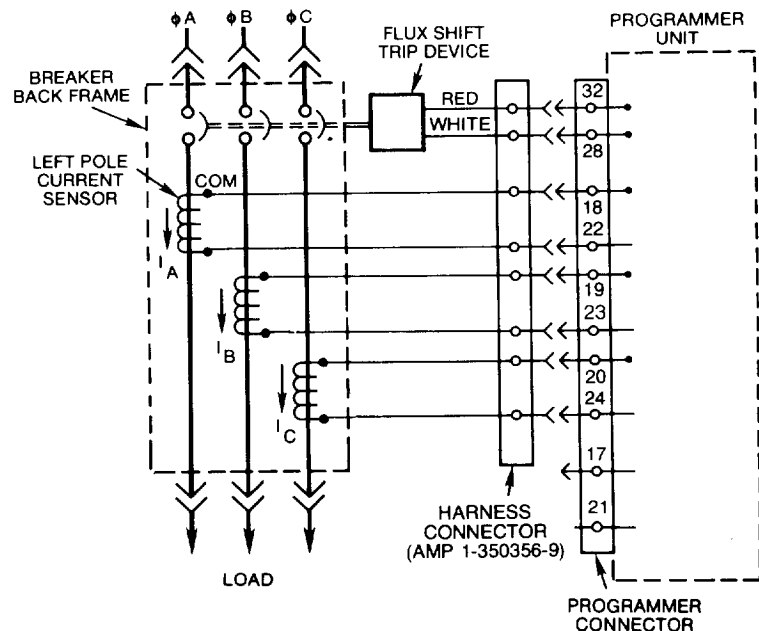 ϕA
ϕB
ϕC
FLUX SHIFT
TRIP DEVICE
PROGRAMMER
UNIT
BREAKER
BACK FRAME
RED
WHITE
32
28
LEFT POLE
CURRENT
SENSOR
COM
18
22
I A
19
23
I B
20
24
I C
17
21
HARNESS
CONNECTOR
(AMP 1-350356-9)
LOAD
PROGRAMMER
CONNECTOR